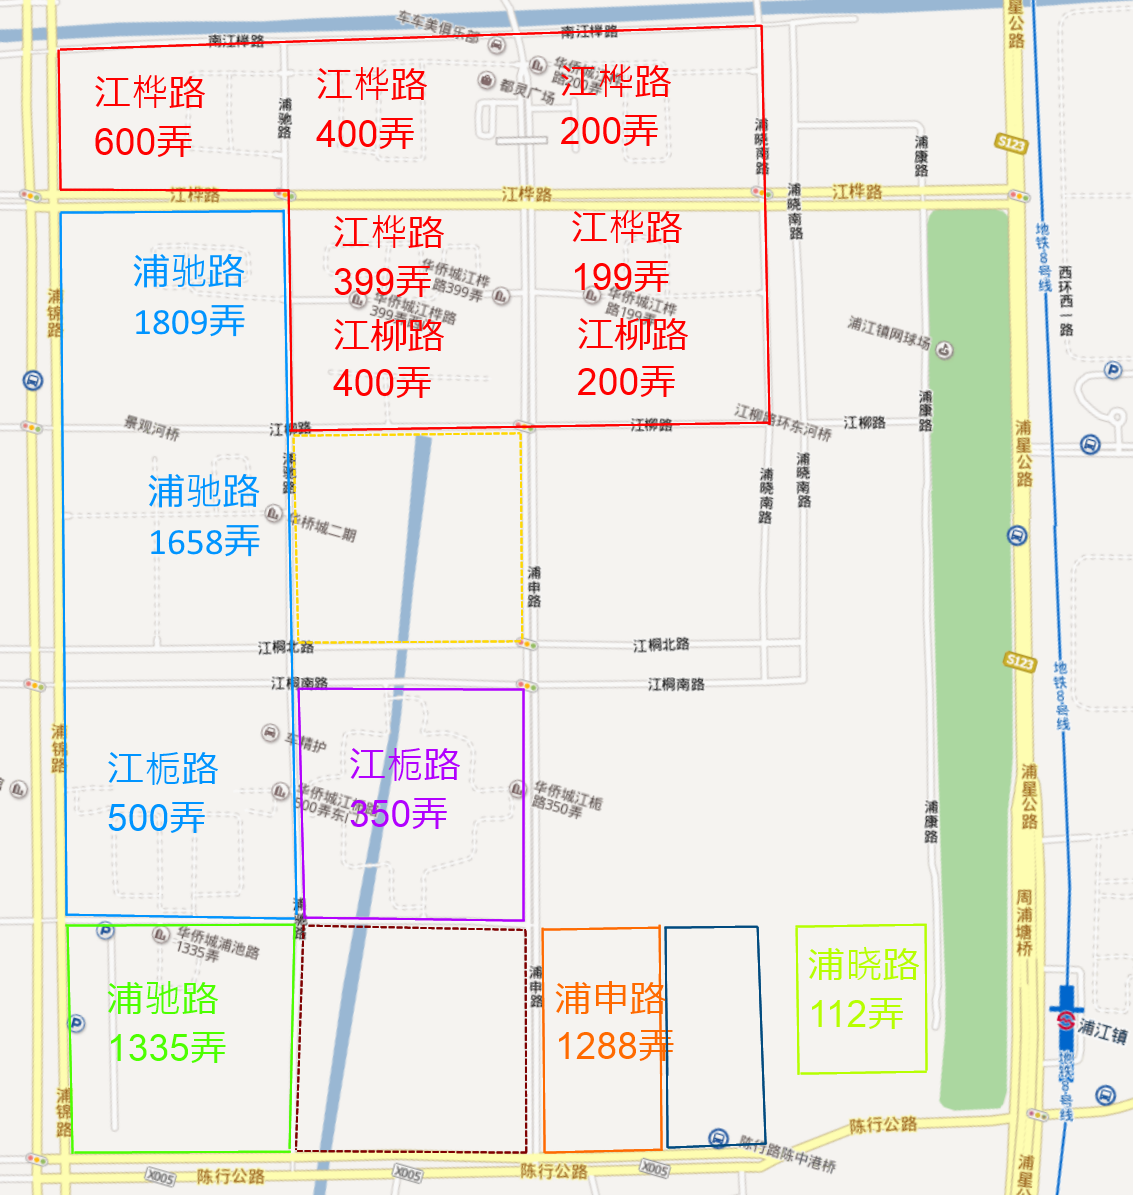 车车美俱乐部
浦星公路
南江桦路
南江桦路
华侨城江桦
路200弄
都灵广场
江桦路
600弄
江桦路
400弄
江桦路
200弄
浦驰路
浦晓南路
浦康路
S123
江桦路
江桦路
江桦路
浦晓南路
江桦路
399弄
江桦路
199弄
华侨城江桦
路399弄
华侨城江桦路
华侨城江桦
路199弄
地铁8号线
西环西一路
浦驰路
1809弄
浦锦路
江柳路
400弄
江柳路
200弄
浦江镇网球场
P
浦康路
景观河桥
江柳路
江柳路
江柳路环东河桥
江柳路
浦星公路
浦驰路
浦驰路
1658弄
华侨城二期
浦晓南路
浦晓南路
浦申路
江桐北路
江桐北路
S123
江桐南路
江桐南路
地铁8号线
浦锦路
车精护
江栀路
500弄
江栀路
350弄
华侨城江栀
路350弄
浦星公路
浦康路
周浦塘桥
浦驰路
P
华侨城浦池路
1335弄
浦驰路
1335弄
P
浦申路
浦申路
1288弄
浦晓路
112弄
浦江镇
地铁8号线
浦锦路
陈行公路
陈行路陈中港桥
陈行公路
陈行公路
X005
X005
X005
浦星公路